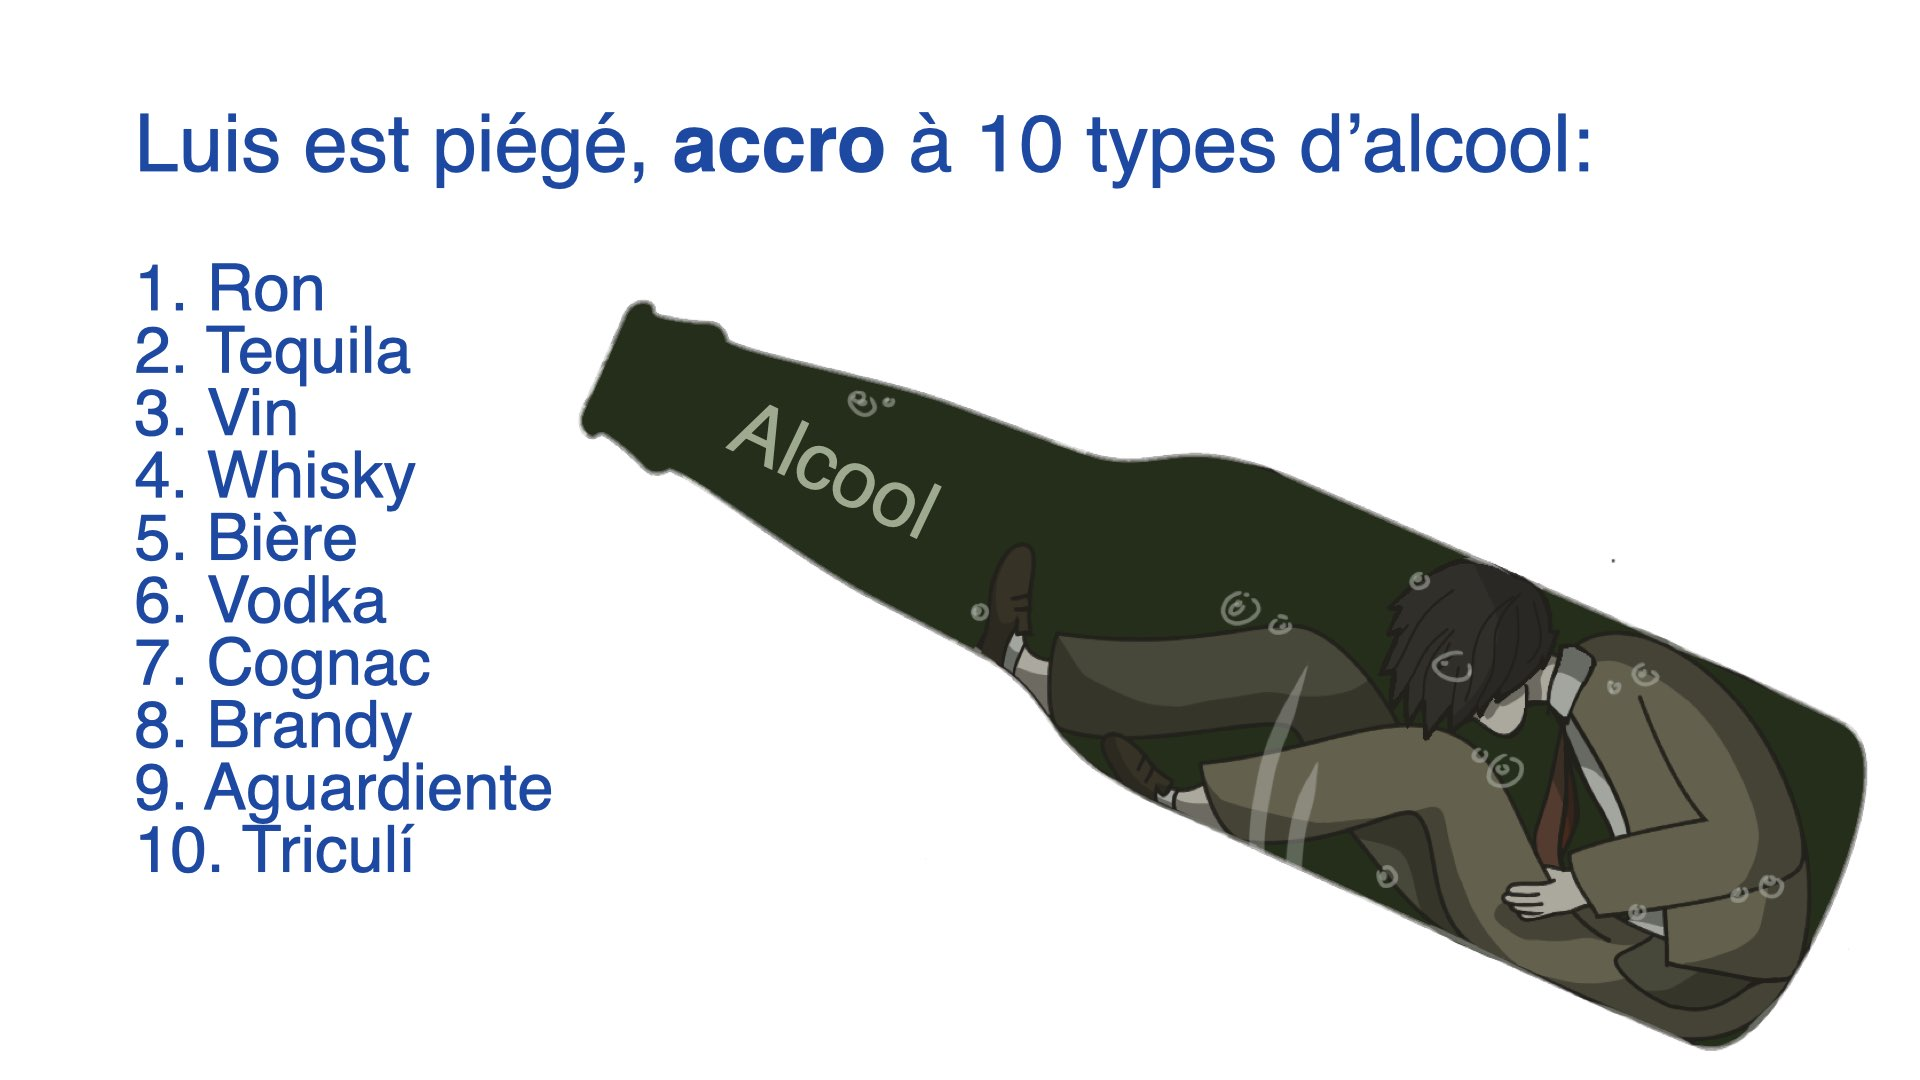 Luis est piégé, accro à 10 types d’alcool:
1. Ron
2. Tequila
3. Vin
4. Whisky
5. Bière
6. Vodka
7. Cognac
8. Brandy
9. Aguardiente
10. Triculí
Alcool